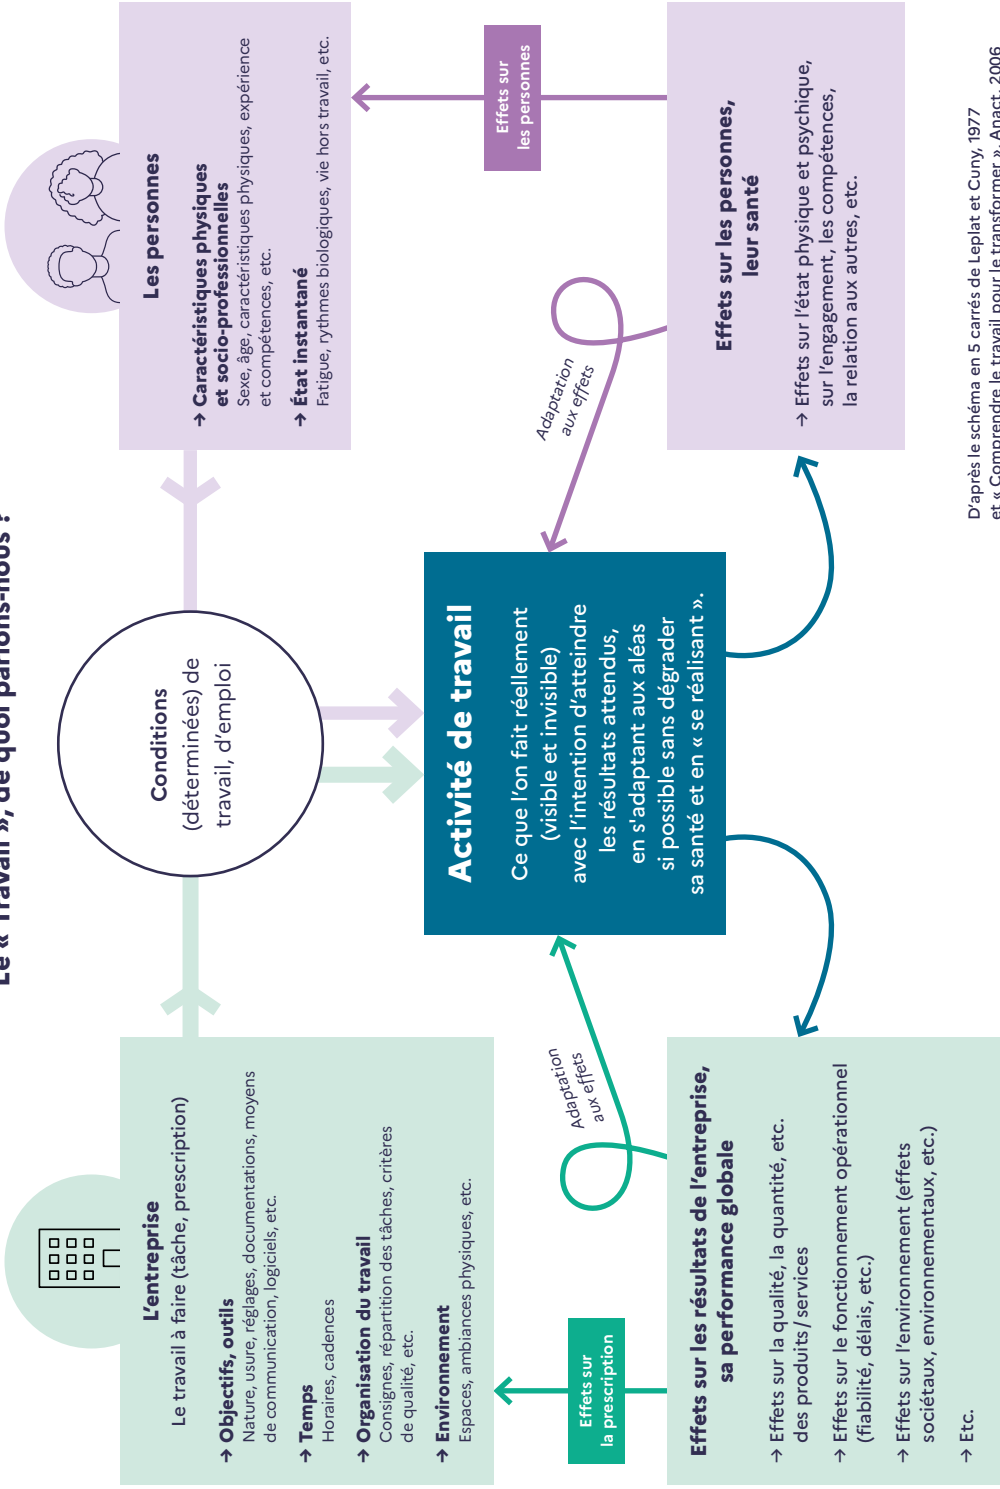 Le « Travail », de quoi parlons-nous ?
L'entreprise
Le travail à faire (tâche, prescription)
→ Objectifs, outils
Nature, usure, réglages, documentations, moyens
de communication, logiciels, etc.
→ Temps
Horaires, cadences
→ Organisation du travail
Consignes, répartition des tâches, critères
de qualité, etc.
→ Environnement
Espaces, ambiances physiques, etc.
Conditions
(déterminées) de
travail, d'emploi
Les personnes
→ Caractéristiques physiques
et socio-professionnelles
Sexe, âge, caractéristiques physiques, expérience
et compétences, etc.
→ État instantané
Fatigue, rythmes biologiques, vie hors travail, etc.
Activité de travail
Ce que l'on fait réellement
(visible et invisible)
avec l'intention d'atteindre
les résultats attendus,
en s'adaptant aux aléas
si possible sans dégrader
sa santé et en « se réalisant ».
Effets sur
la prescription
Adaptation
aux effets
Adaptation
aux effets
Effets sur
les personnes
Effets sur les résultats de l'entreprise,
sa performance globale
→ Effets sur la qualité, la quantité, etc.
des produits / services
→ Effets sur le fonctionnement opérationnel
(fiabilité, délais, etc.)
→ Effets sur l'environnement (effets
sociétaux, environnementaux, etc.)
→ Etc.
Effets sur les personnes,
leur santé
→ Effets sur l'état physique et psychique,
sur l'engagement, les compétences,
la relation aux autres, etc.
D'après le schéma en 5 carrés de Leplat et Cuny, 1977
et « Comprendre le travail pour le transformer », Anact, 2006